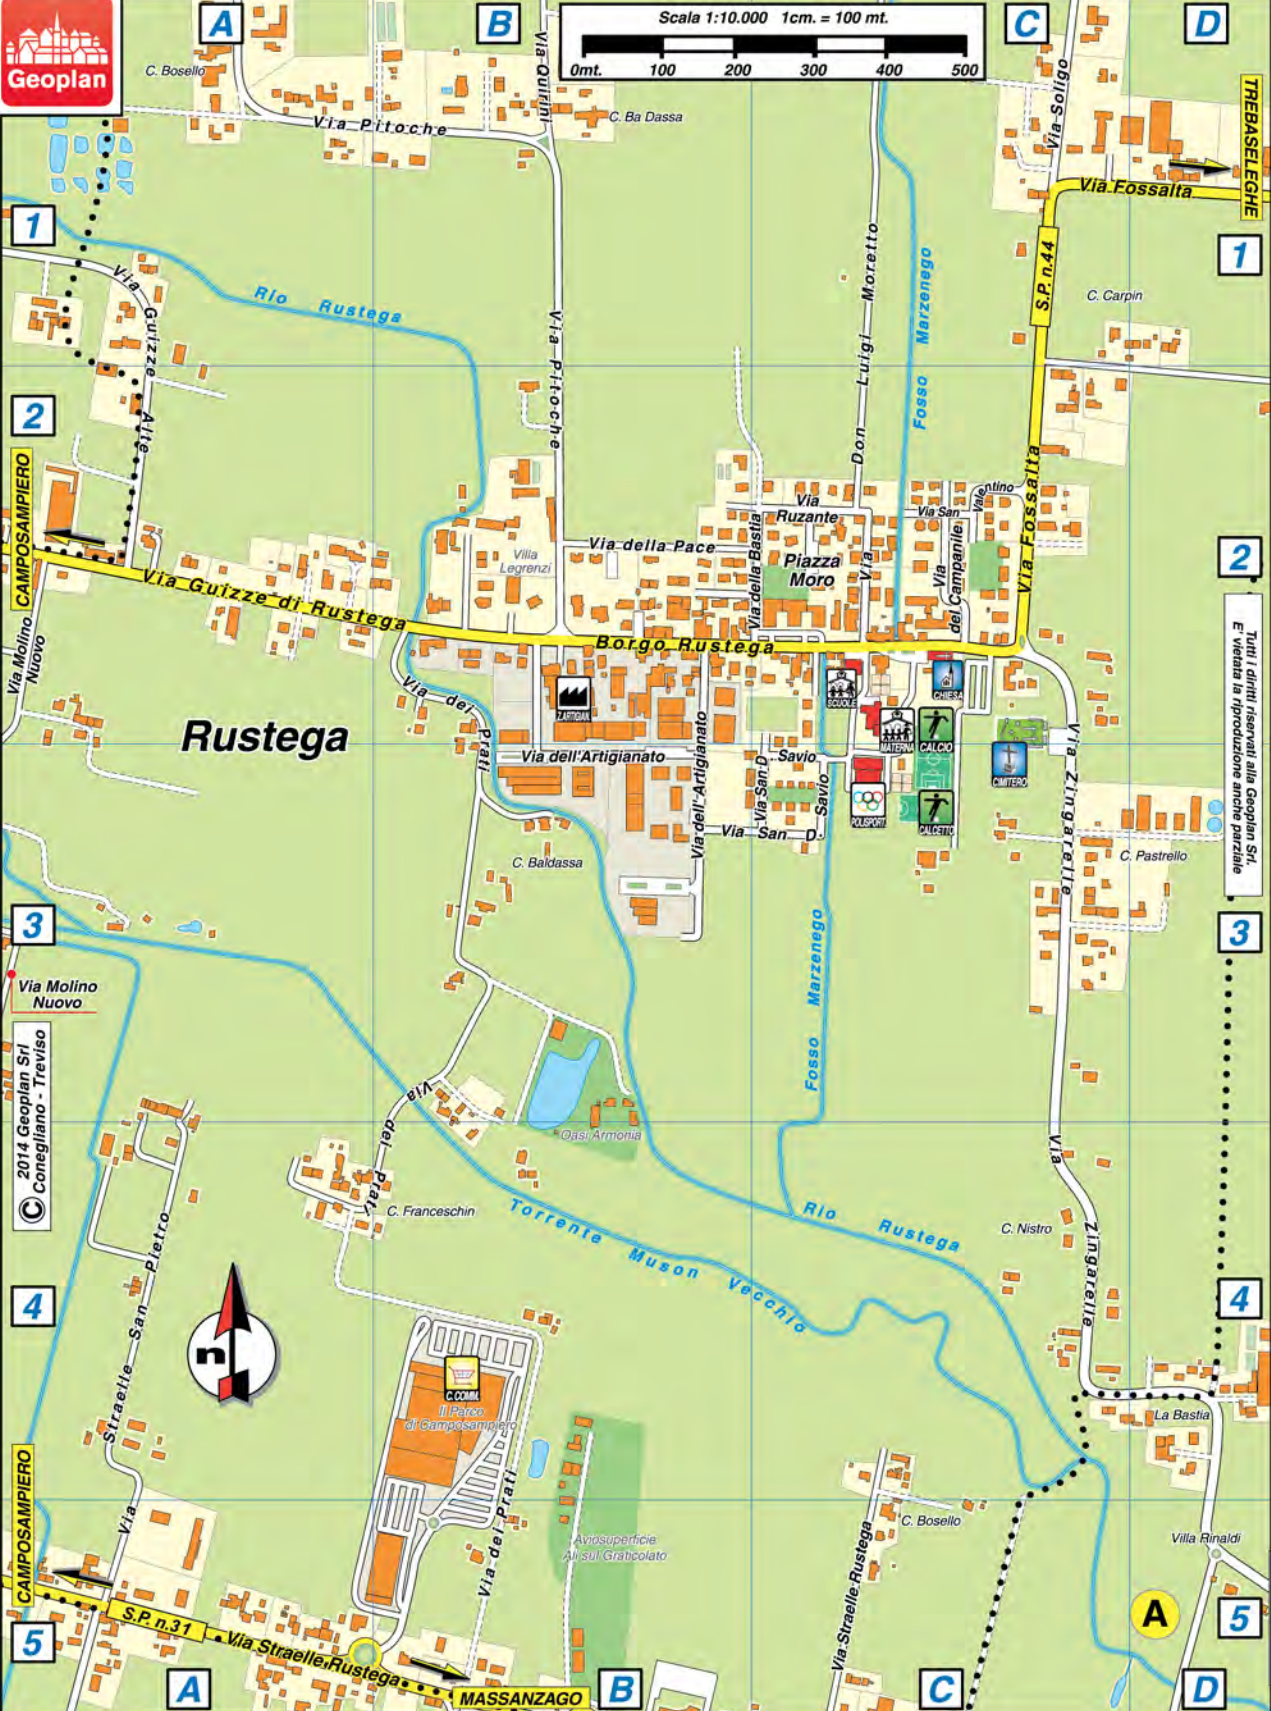 Geoplan
A
B
C
D
Scala 1:10.000 1cm. = 100 mt.
0mt. 100 200 300 400 500
C. Bosello
Via Pitoche
Via Quirini
C. Ba Dassa
Via Soligo
TREBASELEGHE
Via Fossalta
1
1
S.P. n.44
C. Carpin
Via Guizze Alte
Rio Rustega
Via Pitoche
Via Don Luigi Moretto
Fosso Marzenego
2
CAMPOSAMPIERO
Via Fossalta
Via Ruzante
Via San Valentino
Villa
Legrenzi
Via della Pace
Via della Bastia
Piazza
Moro
Via
del Campanile
2
Via Guizze di Rustega
Borgo Rustega
Via Molino
Nuovo
Tutti i diritti riservati alla Geoplan Srl.
E' vietata la riproduzione anche parziale
Rustega
Via dei Prati
Z.ARTIGIAN.
SCUOLE
CHIESA
MATERNA
CALCIO
CIMITERO
Via dell'Artigianato
Via dell'Artigianato
Via San D. Savio
Via San D. Savio
POLISPORT
CALCETTO
Via Zingarelle
C. Pastrello
C. Baldassa
3
3
Via Molino
Nuovo
Fosso Marzenego
© 2014 Geoplan Srl
Conegliano - Treviso
Via dei Prati
Oasi Armonia
C. Franceschin
Torrente Muson Vecchio
Rio Rustega
C. Nistro
Via Zingarelle
4
4
n
Via Straelle San Pietro
C.COMM.
Il Parco
di Camposampiero
La Bastia
CAMPOSAMPIERO
Via dei Prati
Aviosuperficie
Ali sul Graticolato
C. Bosello
Via Straelle Rustega
Villa Rinaldi
A
5
5
S.P. n.31
Via Straelle Rustega
MASSANZAGO
A
B
C
D